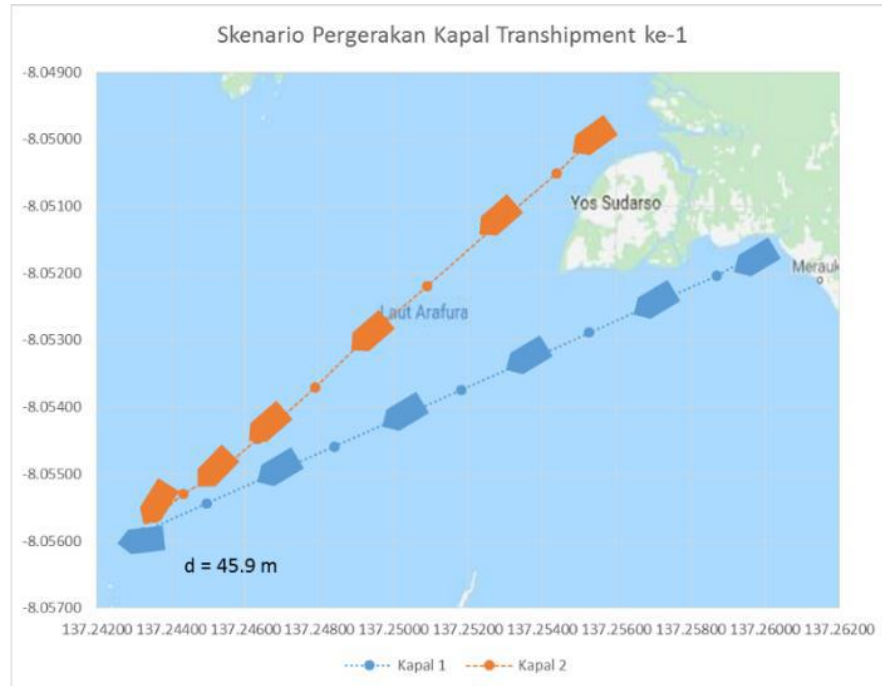 Skenario Pergerakan Kapal Transhipment ke-1
-8.04900
-8.05000
-8.05100
-8.05200
-8.05300
-8.05400
-8.05500
-8.05600
-8.05700
Yos Sudarso
Merauk
Laut Arafura
d = 45.9 m
137.24200 137.24400 137.24600 137.24800 137.25000 137.25200 137.25400 137.25600 137.25800 137.26000 137.26200
Kapal 1 Kapal 2